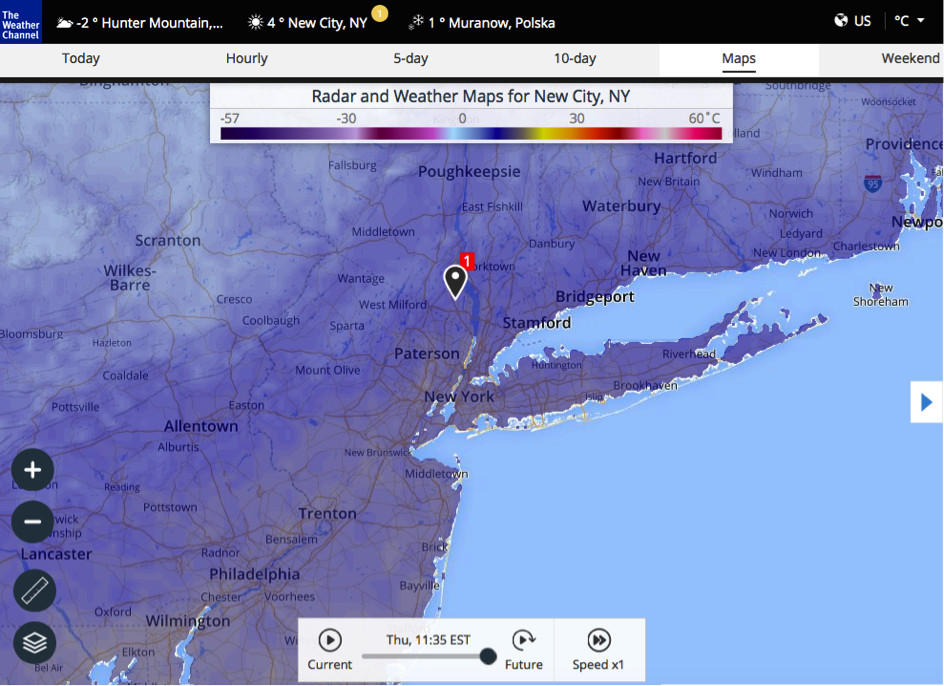 The
Weather
Channel
-2 ° Hunter Mountain,...
4 ° New City, NY
1
1 ° Muranow, Polska
US
°C
Today
Hourly
5-day
10-day
Maps
Weekend
Radar and Weather Maps for New City, NY
-57
-30
0
30
60°C
Binghamton
Southbridge
Woonsocket
Providence
Hartford
Fallsburg
Poughkeepsie
New Britain
Windham
95
East Fishkill
Waterbury
Norwich
Newpo
Middletown
Ledyard
Scranton
Danbury
Charlestown
New
Haven
New London
1
rktown
Wilkes-
Barre
Wantage
New
Shoreham
Cresco
West Milford
Bridgeport
Coolbaugh
Sparta
Stamford
Bloomsburg
Hazleton
Paterson
Riverhead
Huntington
Coaldale
Mount Olive
Brookhaven
New York
Islip
Pottsville
Easton
Allentown
Alburtis
New Brunswick
Middletown
Reading
Pottstown
Trenton
wick
nship
Bensalem
Brick
Lancaster
Radnor
Philadelphia
Bayville
Chester
Voorhees
Oxford
Wilmington
Elkton
Bel Air
Thu, 11:35 EST
Current
Future
Speed x1